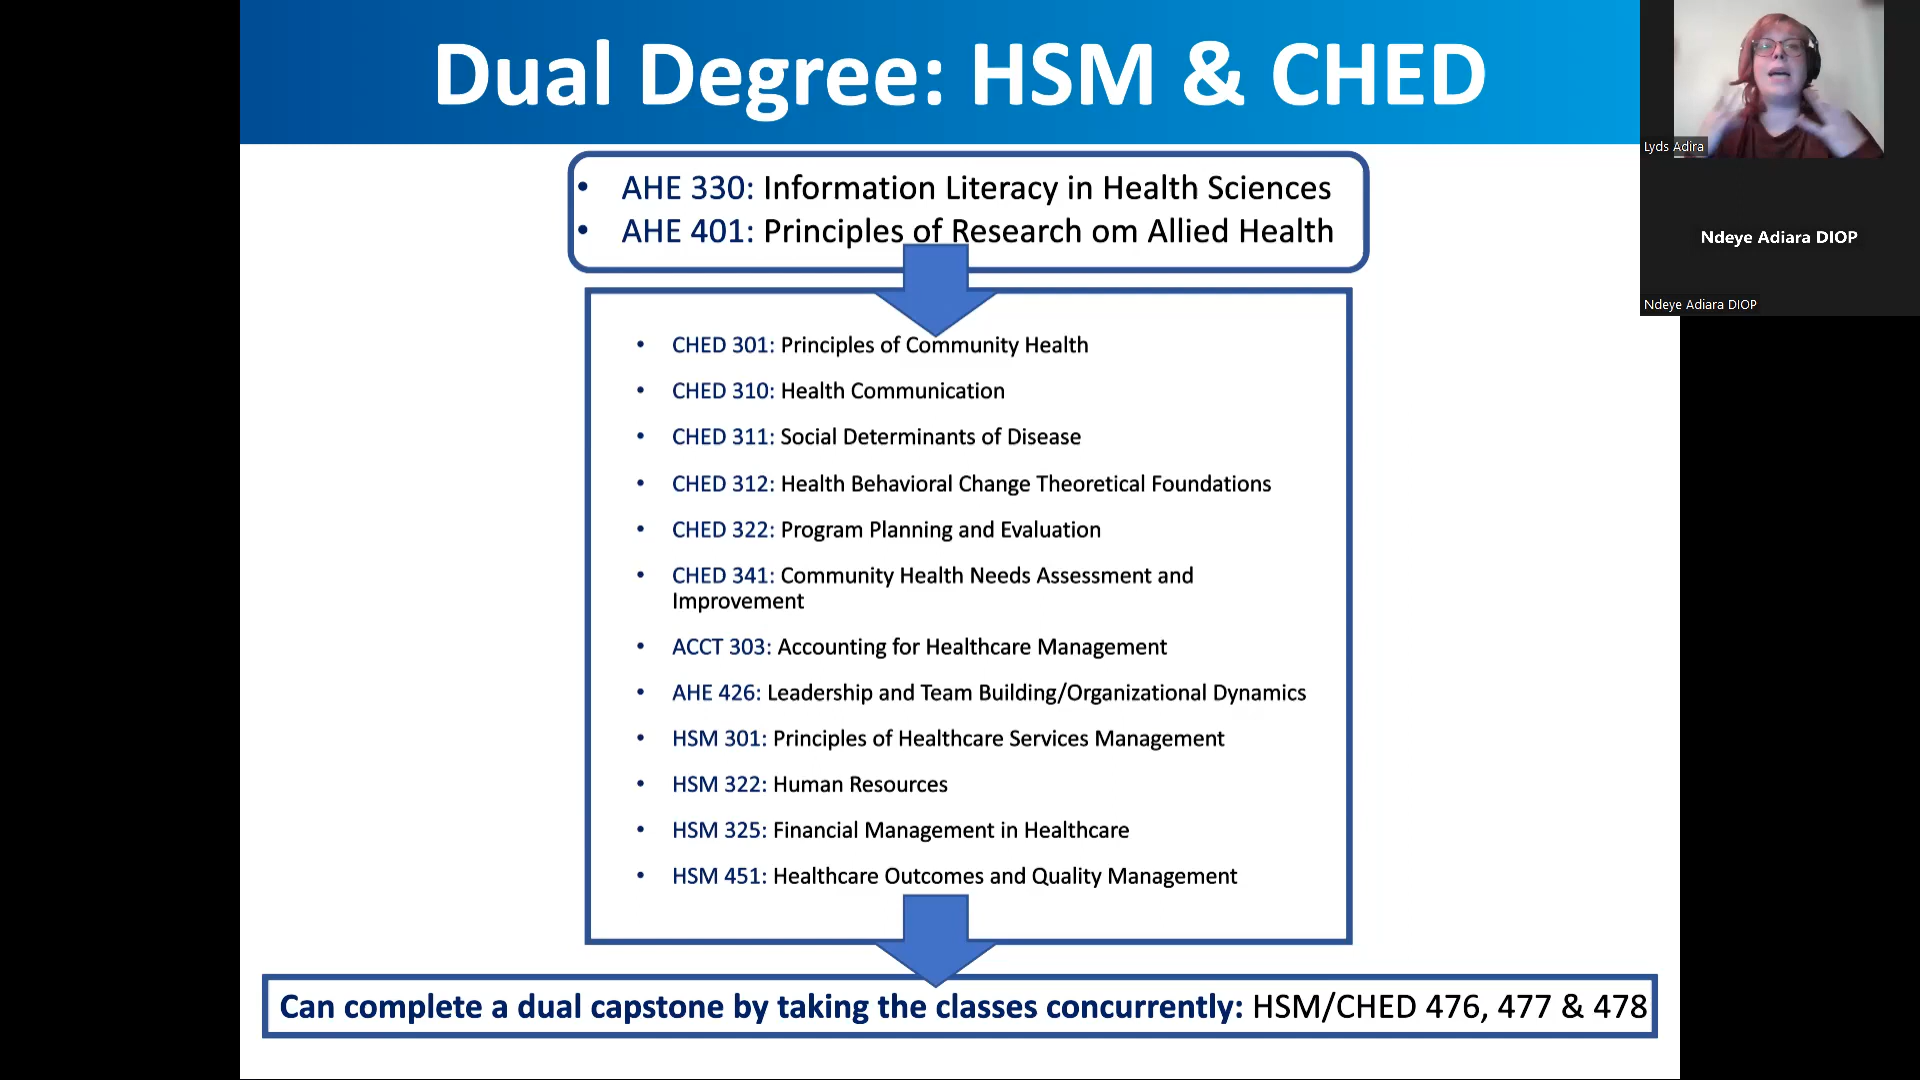 Dual Degree: HSM & CHED
• AHE 330: Information Literacy in Health Sciences
• AHE 401: Principles of Research om Allied Health
• CHED 301: Principles of Community Health
• CHED 310: Health Communication
• CHED 311: Social Determinants of Disease
• CHED 312: Health Behavioral Change Theoretical Foundations
• CHED 322: Program Planning and Evaluation
• CHED 341: Community Health Needs Assessment and
Improvement
• ACCT 303: Accounting for Healthcare Management
• AHE 426: Leadership and Team Building/Organizational Dynamics
• HSM 301: Principles of Healthcare Services Management
• HSM 322: Human Resources
• HSM 325: Financial Management in Healthcare
• HSM 451: Healthcare Outcomes and Quality Management
Can complete a dual capstone by taking the classes concurrently: HSM/CHED 476, 477 & 478
Lyds Adira
Ndeye Adiara DIOP
Ndeye Adiara DIOP